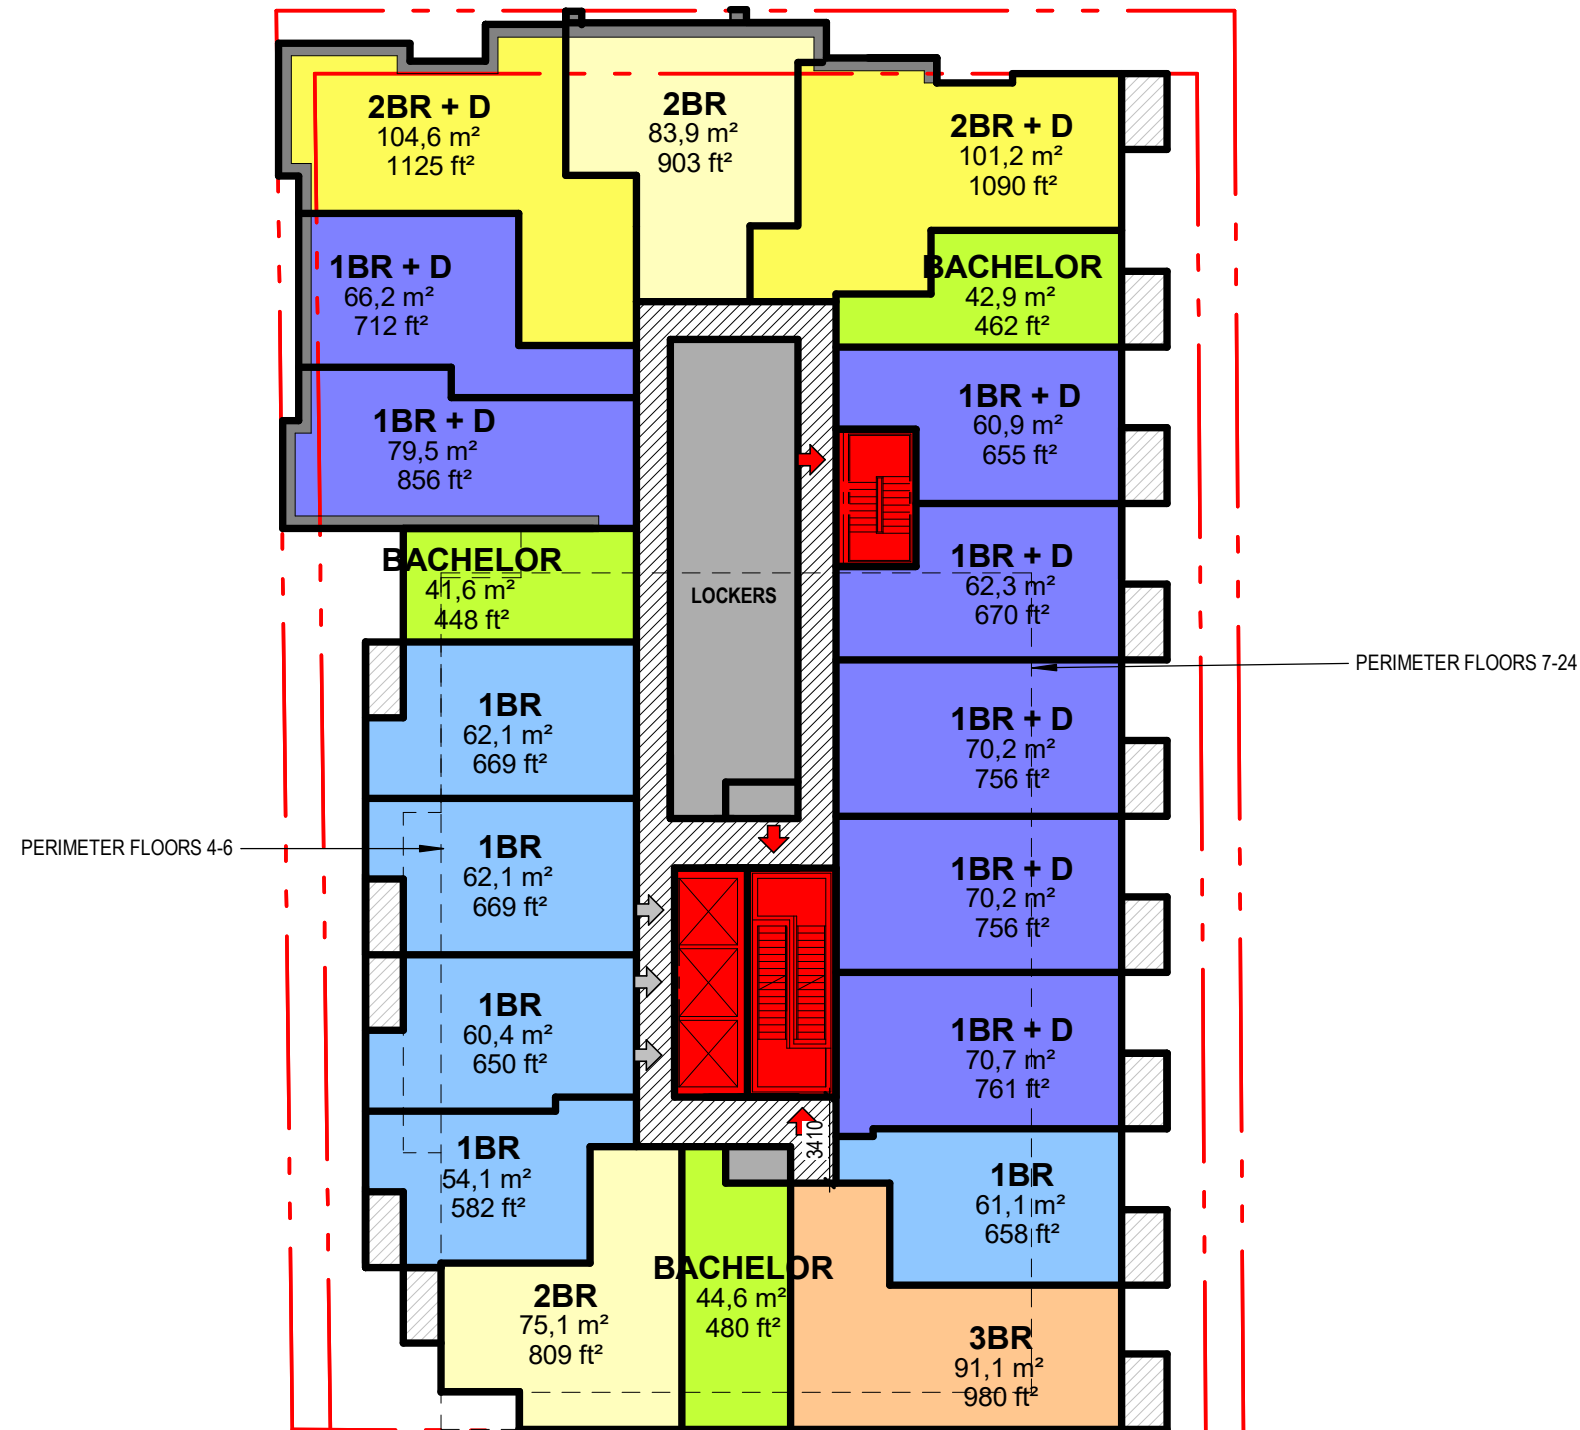 2BR + D
104,6 m²
1125 ft²
2BR
83,9 m²
903 ft²
2BR + D
101,2 m²
1090 ft²
1BR + D
66,2 m²
712 ft²
BACHELOR
42,9 m²
462 ft²
1BR + D
79,5 m²
856 ft²
1BR + D
60,9 m²
655 ft²
BACHELOR
41,6 m²
448 ft²
LOCKERS
1BR + D
62,3 m²
670 ft²
PERIMETER FLOORS 7-24
1BR
62,1 m²
669 ft²
1BR + D
70,2 m²
756 ft²
PERIMETER FLOORS 4-6
1BR
62,1 m²
669 ft²
1BR + D
70,2 m²
756 ft²
1BR
60,4 m²
650 ft²
1BR + D
70,7 m²
761 ft²
3410
1BR
54,1 m²
582 ft²
1BR
61,1 m²
658 ft²
2BR
75,1 m²
809 ft²
BACHELOR
44,6 m²
480 ft²
3BR
91,1 m²
980 ft²